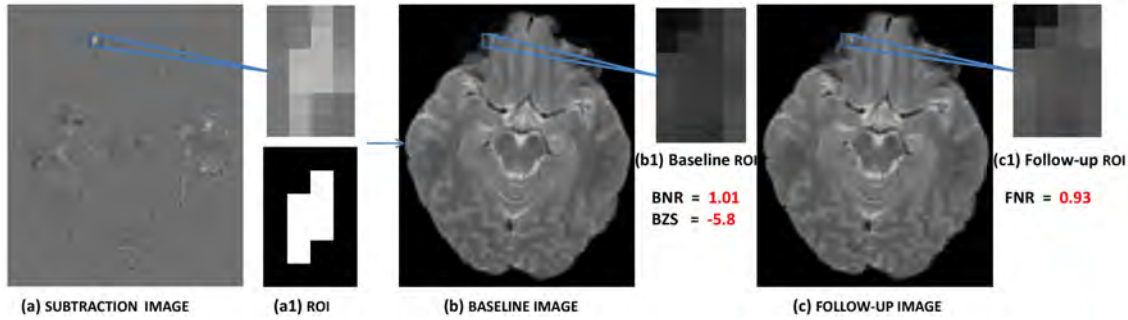 (b1) Baseline ROI
(c1) Follow-up ROI
BNR = 1.01
BZS = -5.8
FNR = 0.93
(a) SUBTRACTION IMAGE
(a1) ROI
(b) BASELINE IMAGE
(c) FOLLOW-UP IMAGE